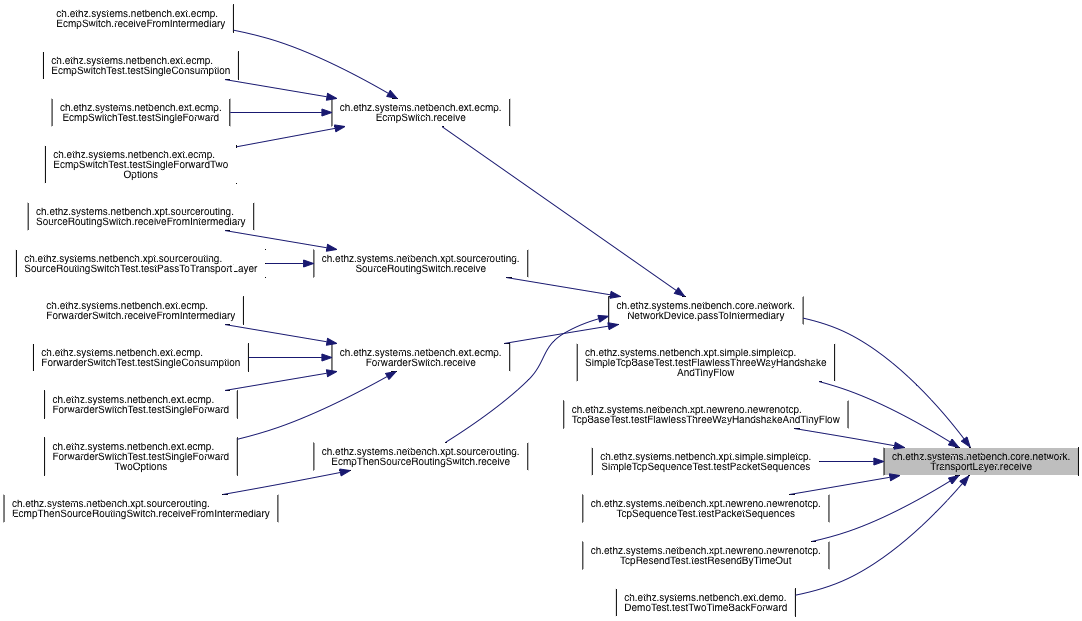 ch.ethz.systems.netbench.ext.ecmp.
EcmpSwitch.receiveFromIntermediary
ch.ethz.systems.netbench.ext.ecmp.
EcmpSwitchTest.testSingleConsumption
ch.ethz.systems.netbench.ext.ecmp.
EcmpSwitchTest.testSingleForward
ch.ethz.systems.netbench.ext.ecmp.
EcmpSwitchTest.testSingleForwardTwo
Options
ch.ethz.systems.netbench.xpt.sourcerouting.
SourceRoutingSwitch.receiveFromIntermediary
ch.ethz.systems.netbench.xpt.sourcerouting.
SourceRoutingSwitchTest.testPassToTransportLayer
ch.ethz.systems.netbench.ext.ecmp.
ForwarderSwitch.receiveFromIntermediary
ch.ethz.systems.netbench.ext.ecmp.
ForwarderSwitchTest.testSingleConsumption
ch.ethz.systems.netbench.ext.ecmp.
ForwarderSwitchTest.testSingleForward
ch.ethz.systems.netbench.ext.ecmp.
ForwarderSwitchTest.testSingleForward
TwoOptions
ch.ethz.systems.netbench.xpt.sourcerouting.
EcmpThenSourceRoutingSwitch.receiveFromIntermediary
ch.ethz.systems.netbench.ext.ecmp.
EcmpSwitch.receive
ch.ethz.systems.netbench.xpt.sourcerouting.
SourceRoutingSwitch.receive
ch.ethz.systems.netbench.ext.ecmp.
ForwarderSwitch.receive
ch.ethz.systems.netbench.xpt.sourcerouting.
EcmpThenSourceRoutingSwitch.receive
ch.ethz.systems.netbench.core.network.
NetworkDevice.passToIntermediary
ch.ethz.systems.netbench.xpt.simple.simpletcp.
SimpleTcpBaseTest.testFlawlessThreeWayHandshake
AndTinyFlow
ch.ethz.systems.netbench.xpt.newreno.newrenotcp.
TcpBaseTest.testFlawlessThreeWayHandshakeAndTinyFlow
ch.ethz.systems.netbench.xpt.simple.simpletcp.
SimpleTcpSequenceTest.testPacketSequences
ch.ethz.systems.netbench.xpt.newreno.newrenotcp.
TcpSequenceTest.testPacketSequences
ch.ethz.systems.netbench.xpt.newreno.newrenotcp.
TcpResendTest.testResendByTimeOut
ch.ethz.systems.netbench.ext.demo.
DemoTest.testTwoTimeBackForward
ch.ethz.systems.netbench.core.network.
TransportLayer.receive